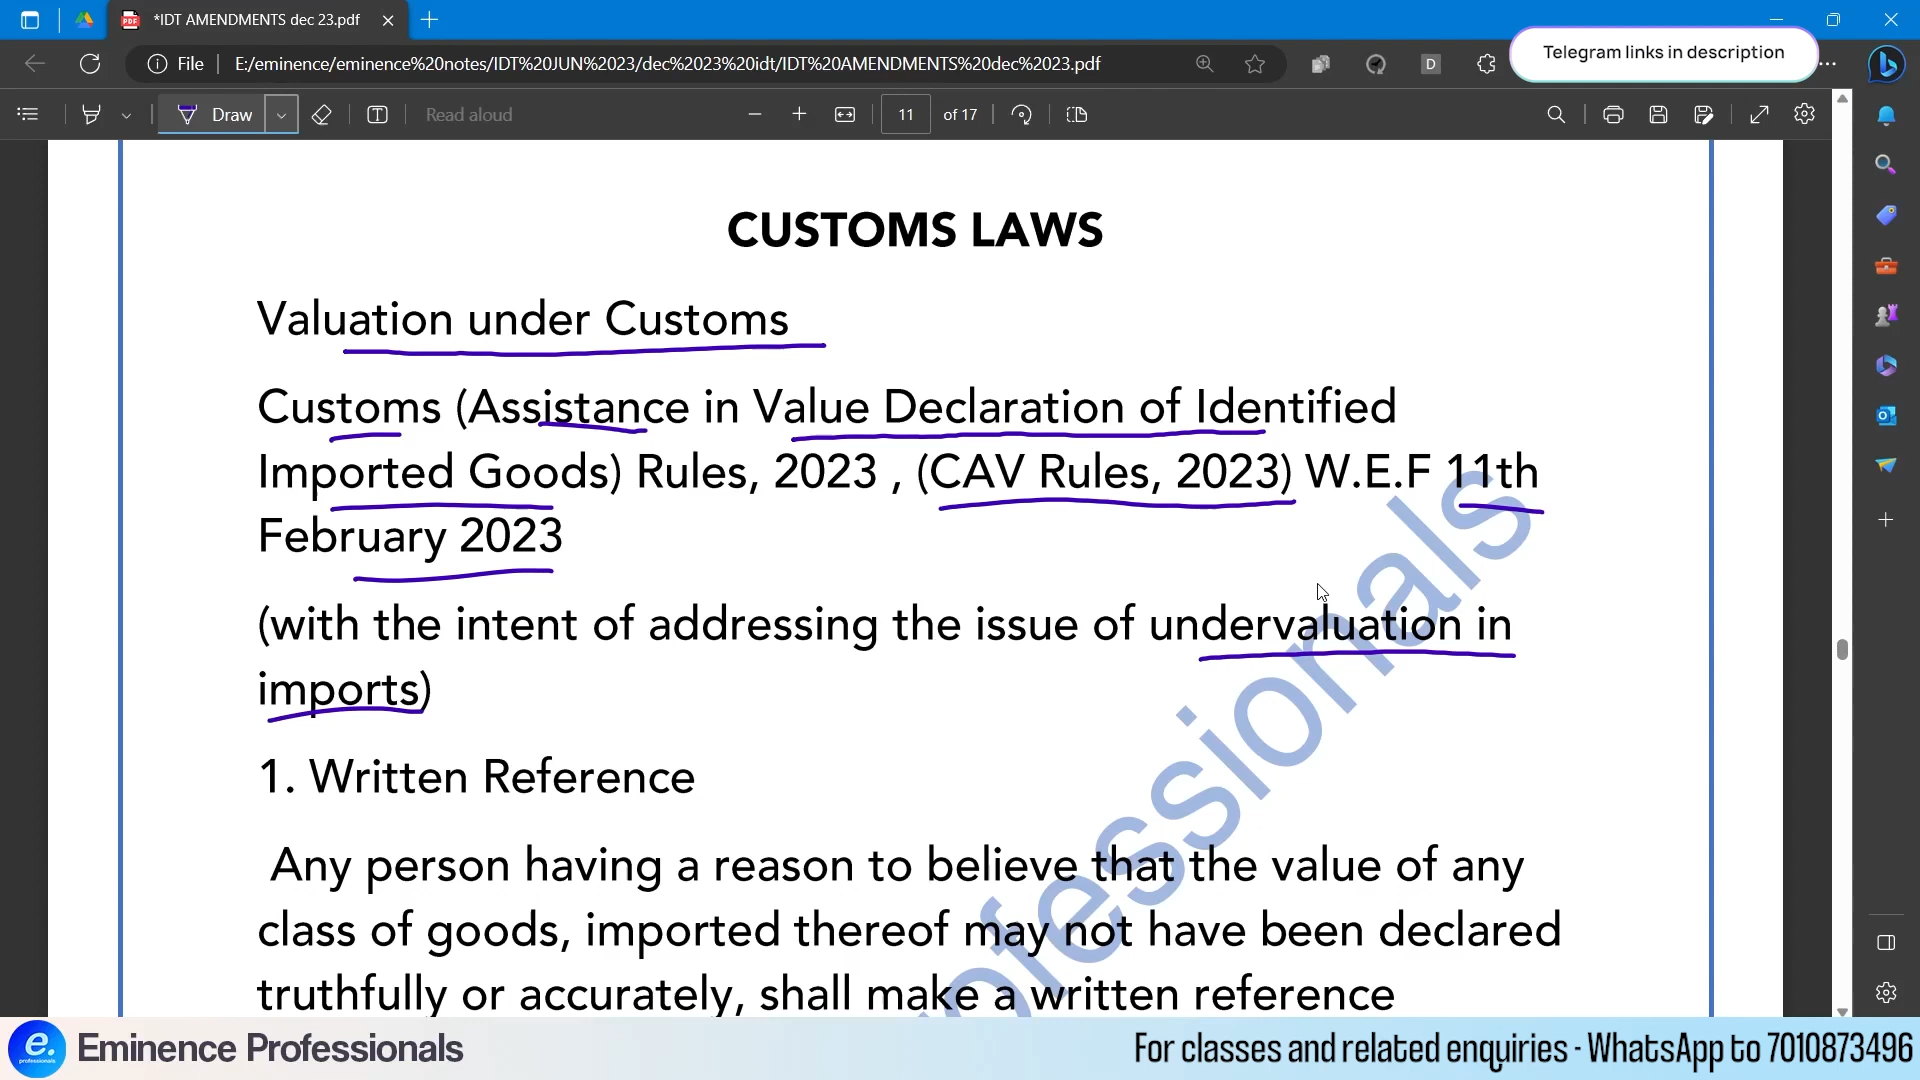 *IDT AMENDMENTS dec 23.pdf
File
E:/eminence/eminence%20notes/IDT%20JUN%2023/dec%2023%20idt/IDT%20AMENDMENTS%20dec%2023.pdf
D
Telegram links in description
Draw
Read aloud
11 of 17
CUSTOMS LAWS
Valuation under Customs
Customs (Assistance in Value Declaration of Identified
Imported Goods) Rules, 2023 , (CAV Rules, 2023) W.E.F 11th
February 2023
(with the intent of addressing the issue of undervaluation in
imports)
1. Written Reference
Any person having a reason to believe that the value of any
class of goods, imported thereof may not have been declared
truthfully or accurately, shall make a written reference
ofessionals
e.
professionals
Eminence Professionals
For classes and related enquiries - WhatsApp to 7010873496